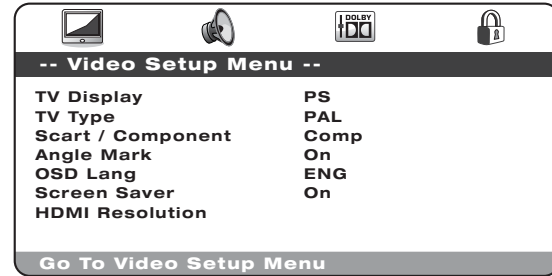 DOLBY
-- Video Setup Menu --
TV Display PS
TV Type PAL
Scart / Component Comp
Angle Mark On
OSD Lang ENG
Screen Saver On
HDMI Resolution
Go To Video Setup Menu